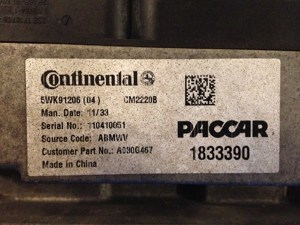 Continental
5WK91206 (04) CM2220B
Man. Date: 11/33
Serial No.: 110410051
PACCAR
Source Code: ABMWV
1833390
Customer Part No.: A030G467
Made in China